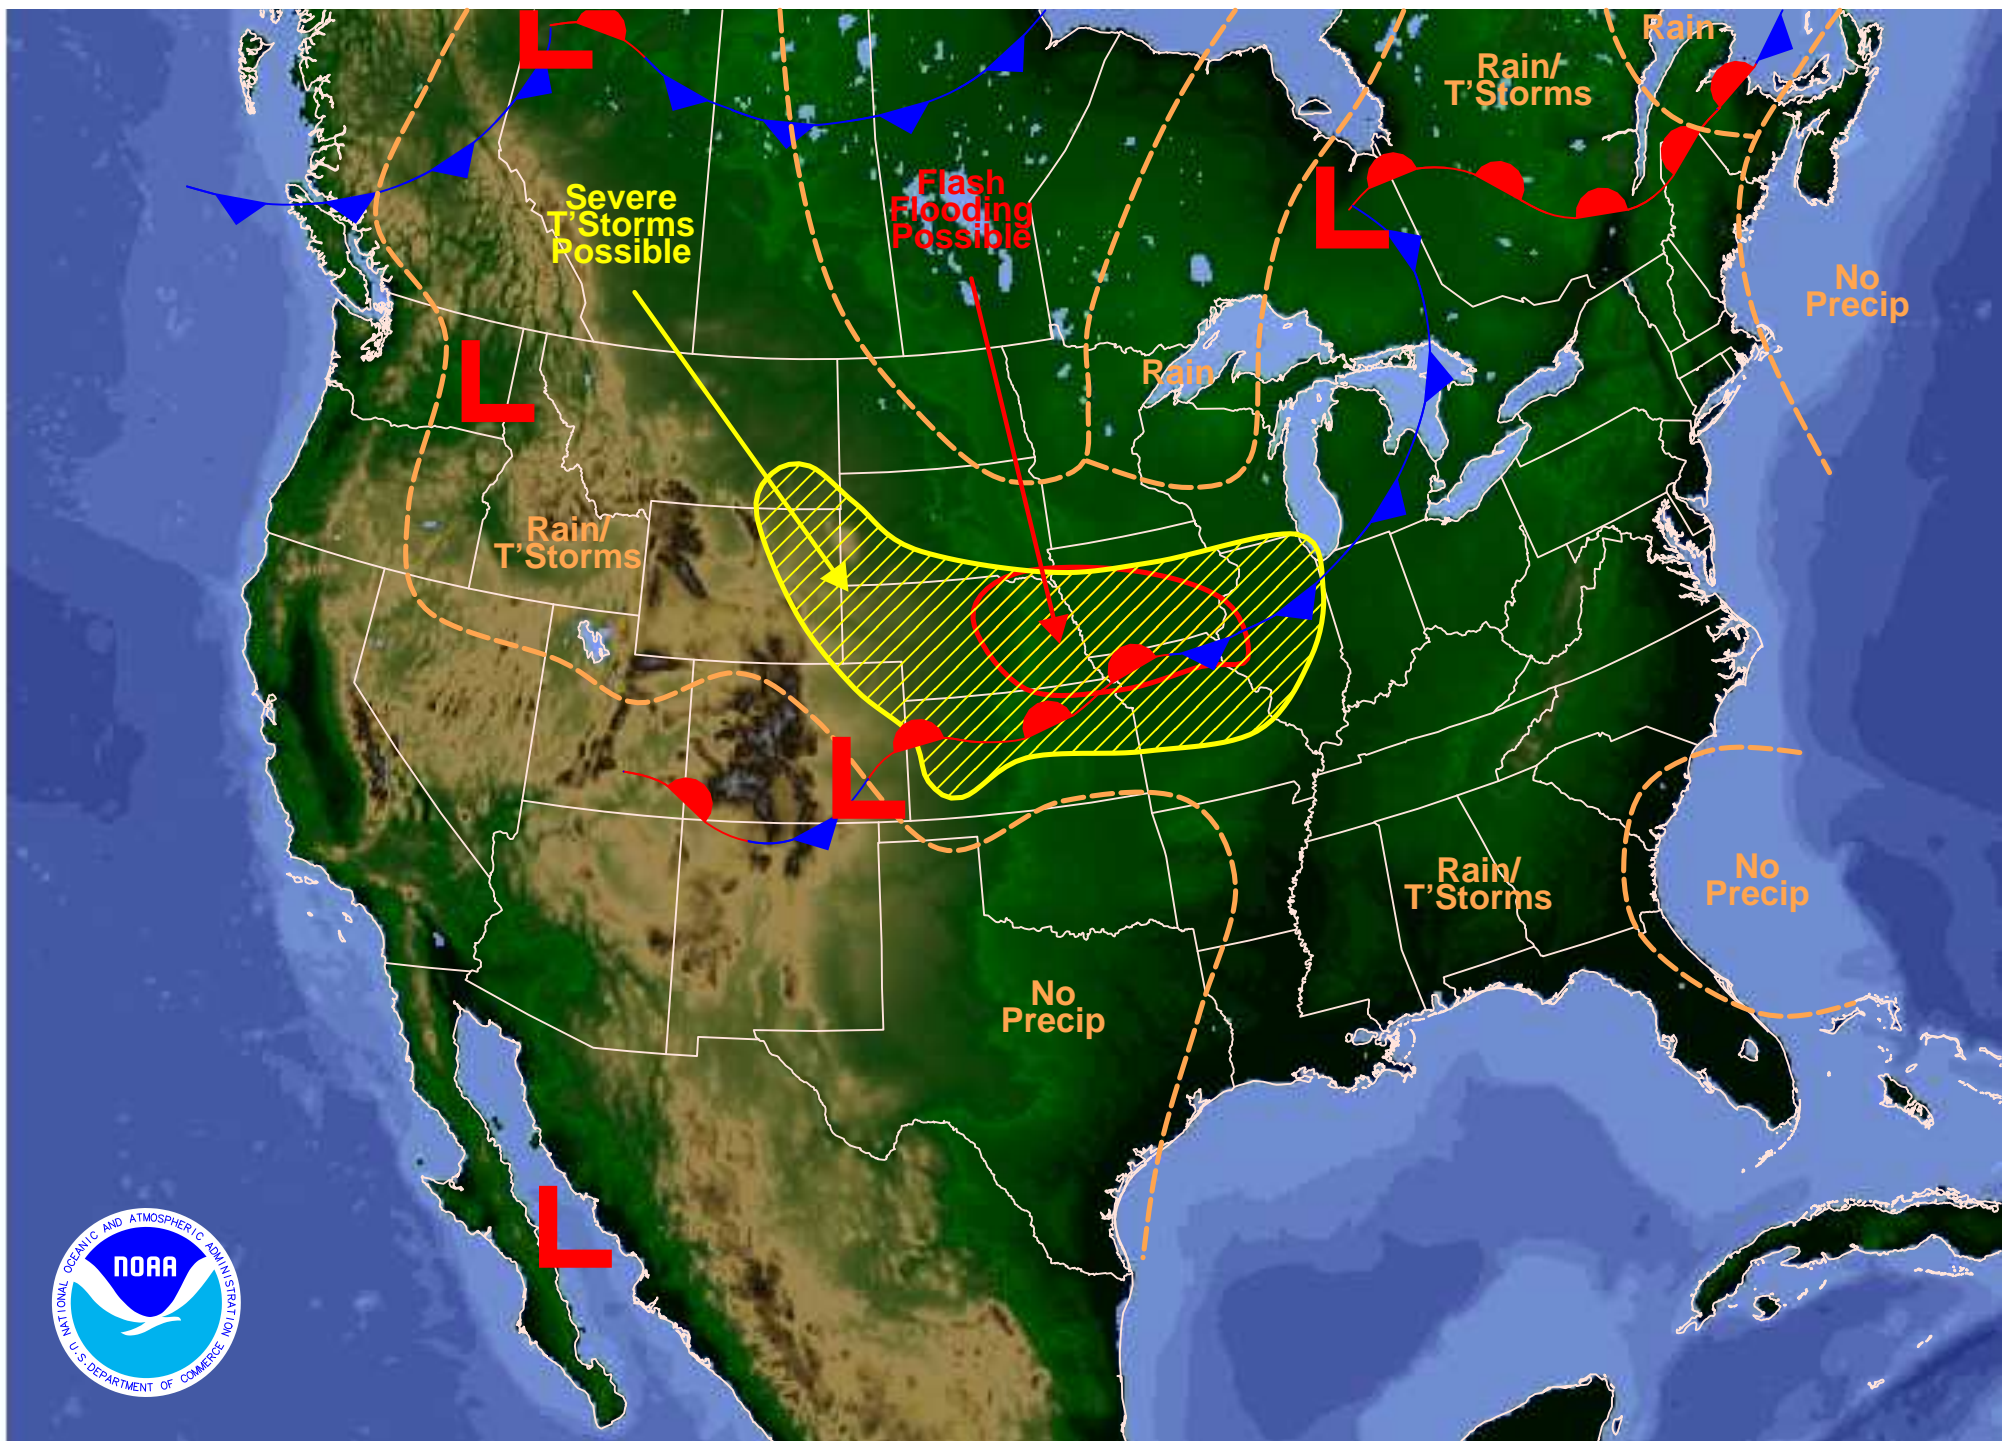 L
Rain
Rain/
T'Storms
Severe
T'Storms
Possible
Flash
Flooding
Possible
L
No
Precip
L
Rain
Rain/
T'Storms
L
Rain/
T'Storms
No
Precip
No
Precip
L
NATIONAL OCEANIC AND ATMOSPHERIC ADMINISTRATION
NOAA
U.S. DEPARTMENT OF COMMERCE